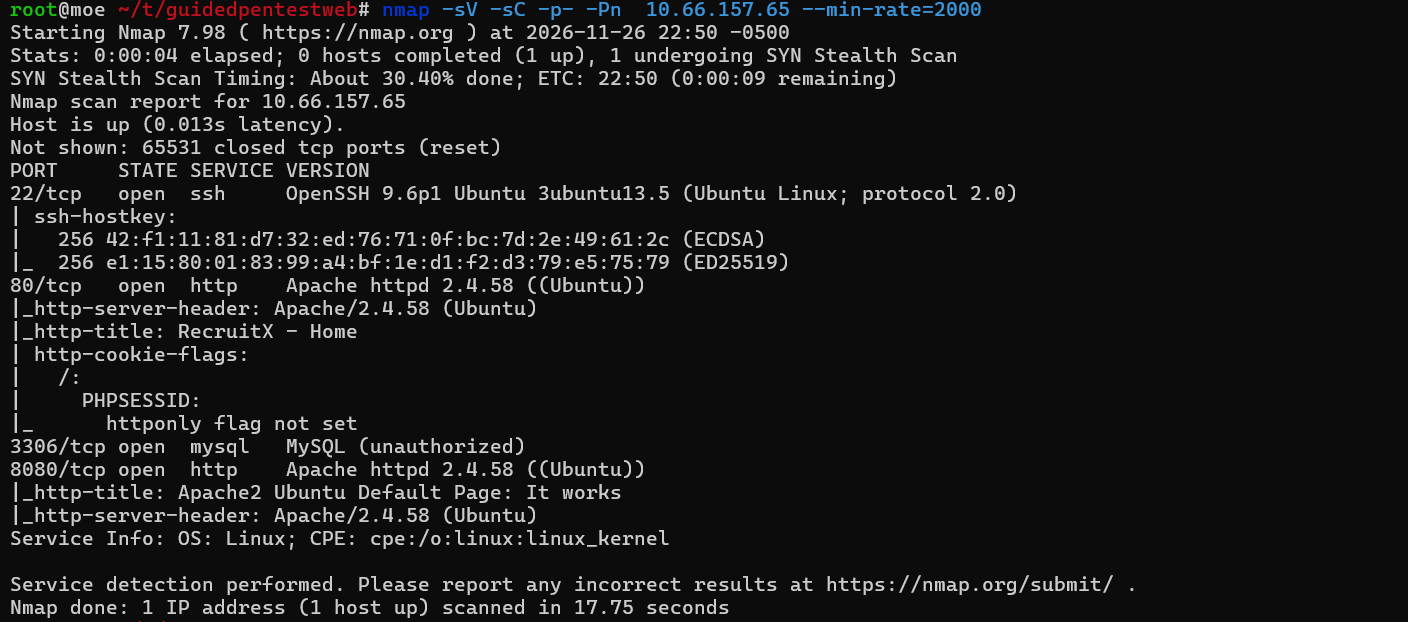 root@moe ~/t/guidedpentestweb# nmap -sV -sC -p- -Pn  10.66.157.65 --min-rate=2000
Starting Nmap 7.98 ( https://nmap.org ) at 2026-11-26 22:50 -0500
Stats: 0:00:04 elapsed; 0 hosts completed (1 up), 1 undergoing SYN Stealth Scan
SYN Stealth Scan Timing: About 30.40% done; ETC: 22:50 (0:00:09 remaining)
Nmap scan report for 10.66.157.65
Host is up (0.013s latency).
Not shown: 65531 closed tcp ports (reset)
PORT     STATE SERVICE VERSION
22/tcp   open  ssh     OpenSSH 9.6p1 Ubuntu 3ubuntu13.5 (Ubuntu Linux; protocol 2.0)
| ssh-hostkey:
|   256 42:f1:11:81:d7:32:ed:76:71:0f:bc:7d:2e:49:61:2c (ECDSA)
|_  256 e1:15:80:01:83:99:a4:bf:1e:d1:f2:d3:79:e5:75:79 (ED25519)
80/tcp   open  http    Apache httpd 2.4.58 ((Ubuntu))
|_http-server-header: Apache/2.4.58 (Ubuntu)
|_http-title: RecruitX - Home
| http-cookie-flags:
|   /:
|     PHPSESSID:
|_      httponly flag not set
3306/tcp open  mysql   MySQL (unauthorized)
8080/tcp open  http    Apache httpd 2.4.58 ((Ubuntu))
|_http-title: Apache2 Ubuntu Default Page: It works
|_http-server-header: Apache/2.4.58 (Ubuntu)
Service Info: OS: Linux; CPE: cpe:/o:linux:linux_kernel

Service detection performed. Please report any incorrect results at https://nmap.org/submit/ .
Nmap done: 1 IP address (1 host up) scanned in 17.75 seconds